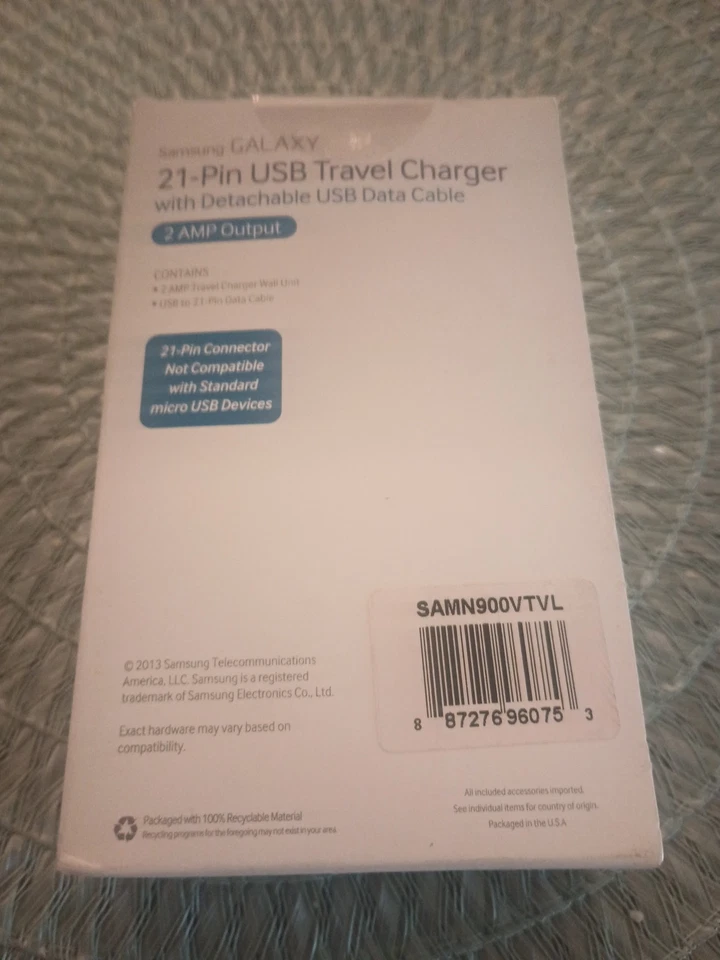 Samsung GALAXY
21-Pin USB Travel Charger
with Detachable USB Data Cable
2 AMP Output
CONTAINS
• 2 AMP Travel Charger Wall Unit
• USB to 21-Pin Data Cable
21-Pin Connector
Not Compatible
with Standard
micro USB Devices
SAMN900VTVL
8 87276 96075 3
© 2013 Samsung Telecommunications
America, LLC. Samsung is a registered
trademark of Samsung Electronics Co., Ltd.
Exact hardware may vary based on
compatibility.
Packaged with 100% Recyclable Material
Recycling programs for the foregoing may not exist in your area.
All included accessories imported.
See individual items for country of origin.
Packaged in the U.S.A